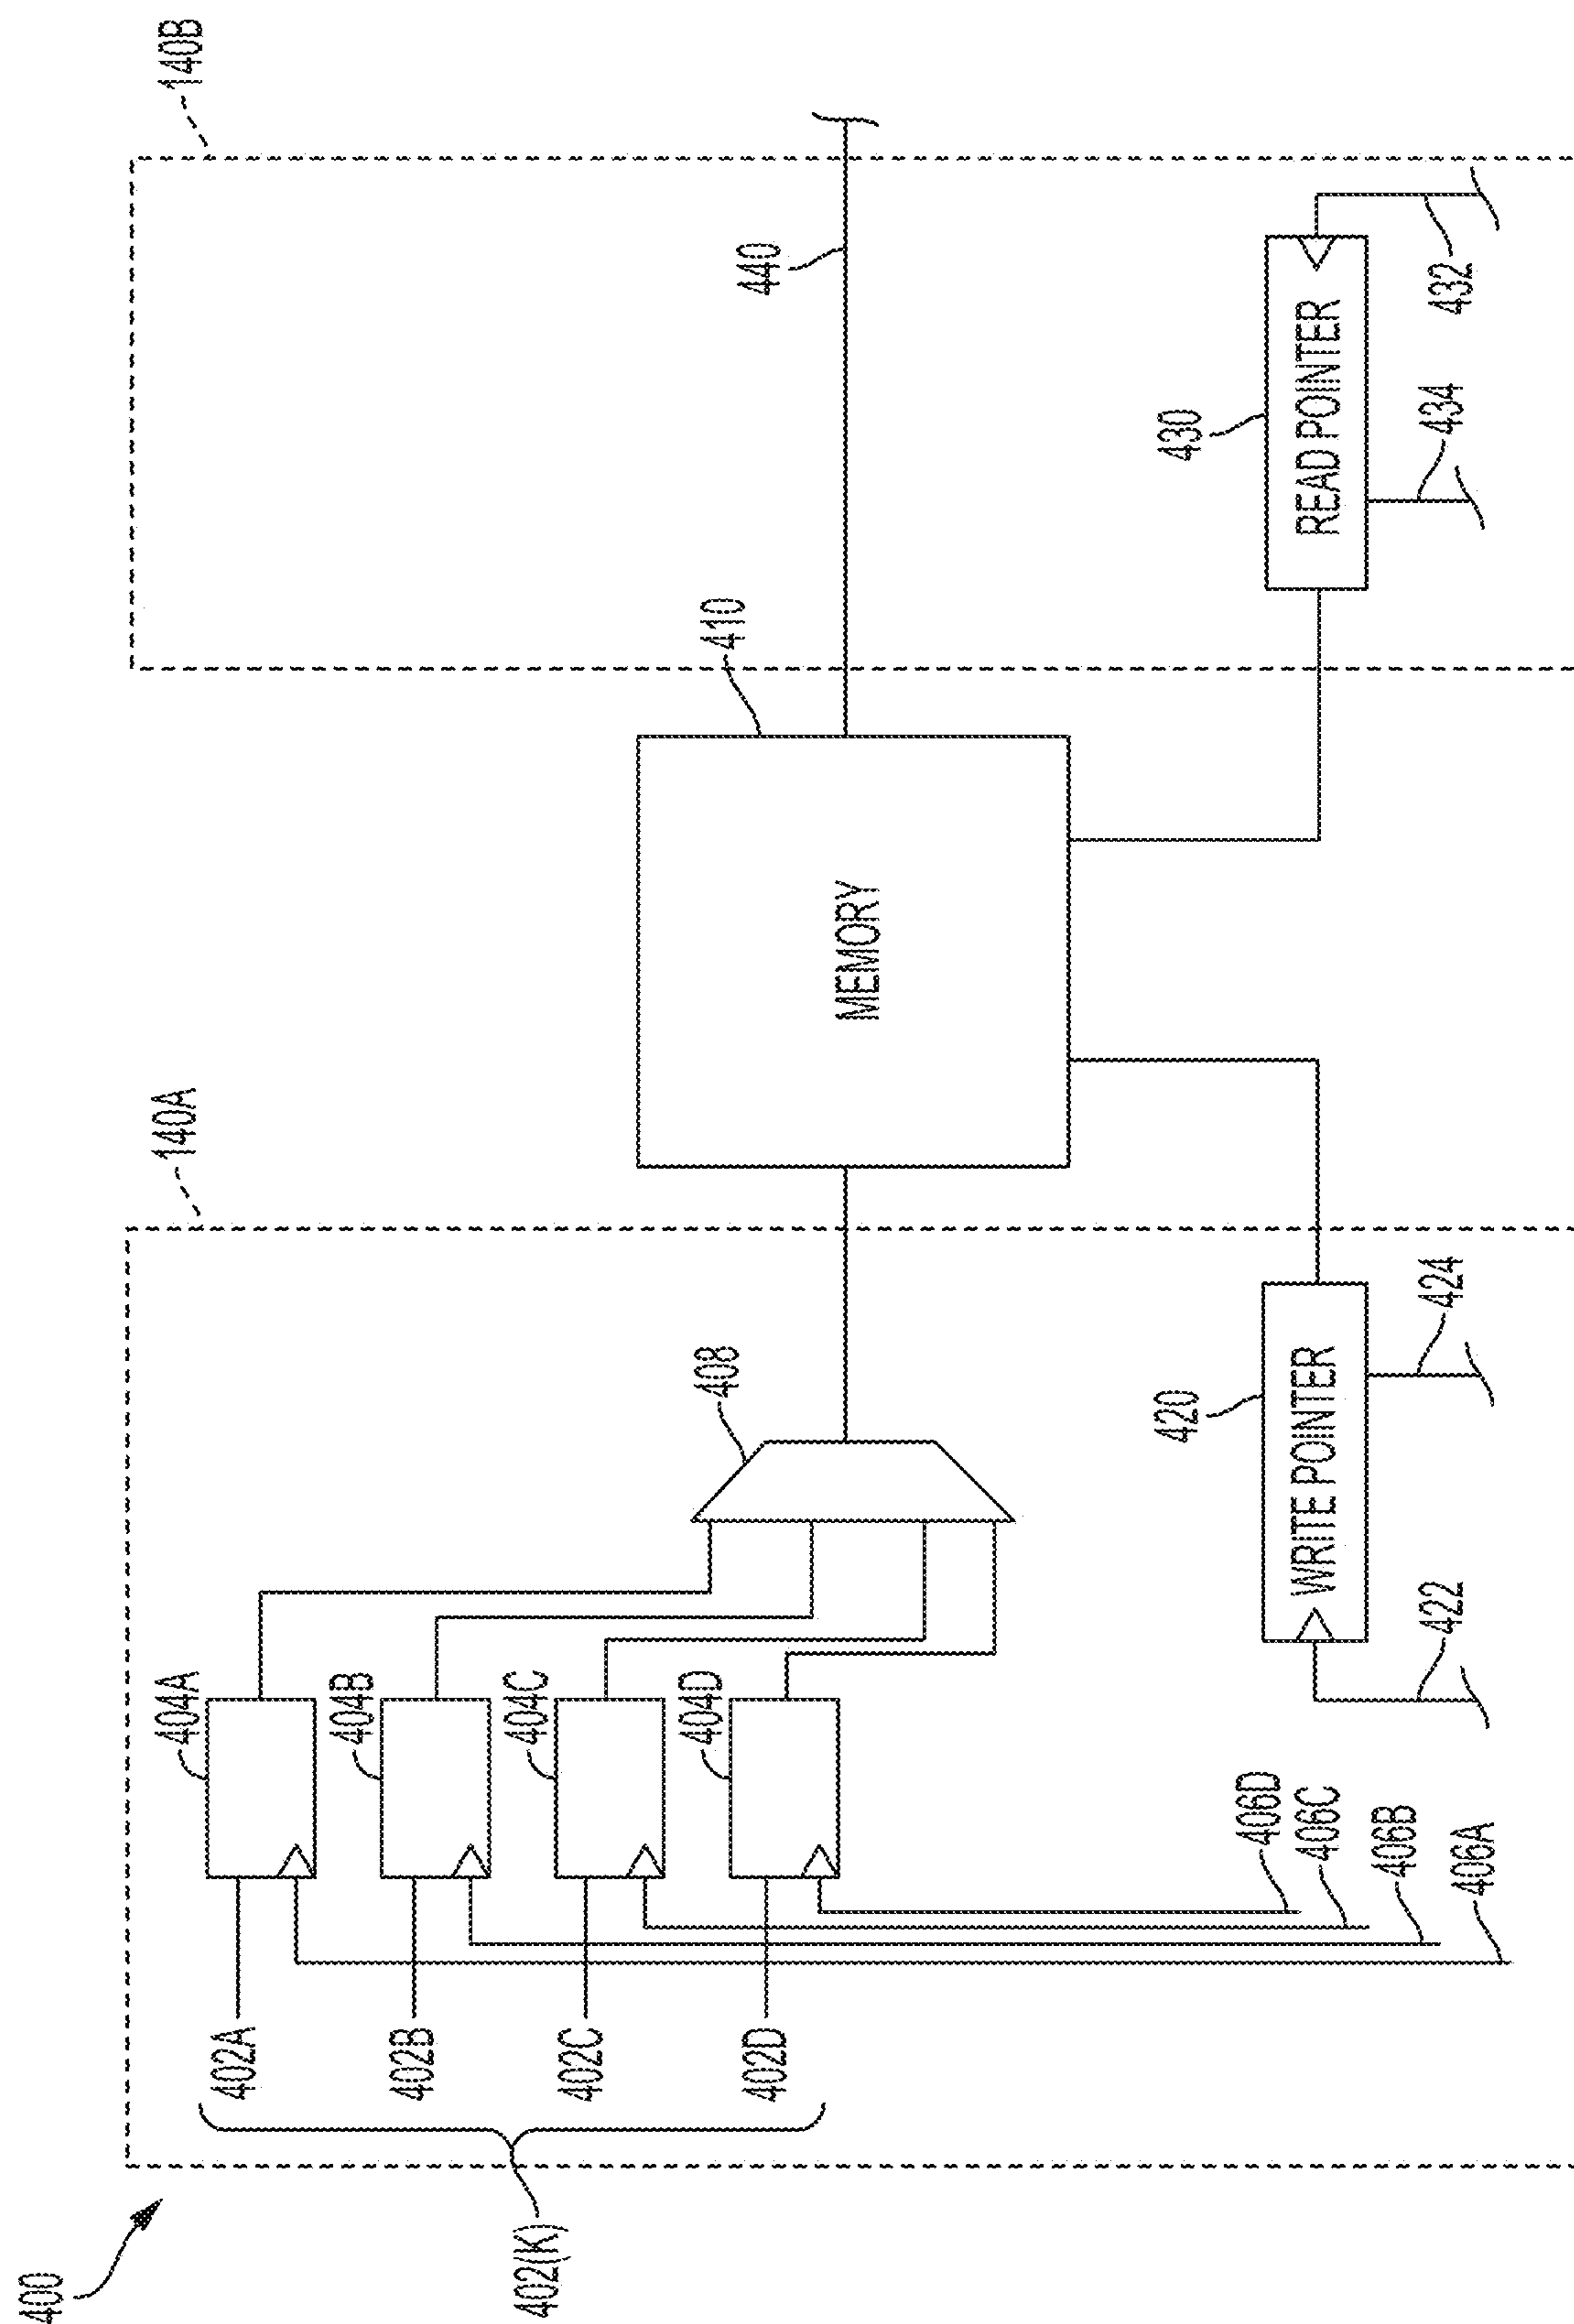 400
140A
140B
402(K)
402A
402B
402C
402D
404A
404B
404C
404D
408
MEMORY
410
440
406D
406C
406B
406A
WRITE POINTER
420
422
424
READ POINTER
430
434
432